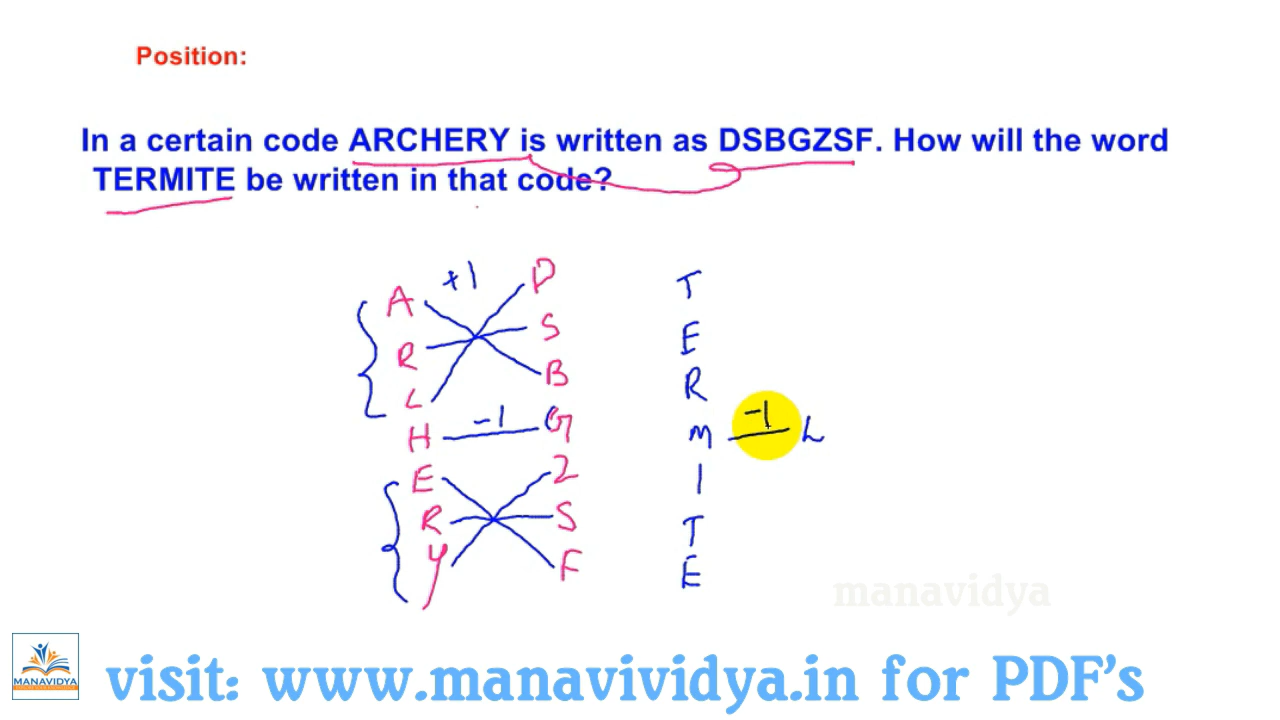 Position:
In a certain code ARCHERY is written as DSBGZSF. How will the word
TERMITE be written in that code?
A +1 D T
R S E
C B R
H -1 G M -1 L
E Z I
R S T
Y F E
manavidya
MANAVIDYA
visit: www.manavividya.in for PDF's